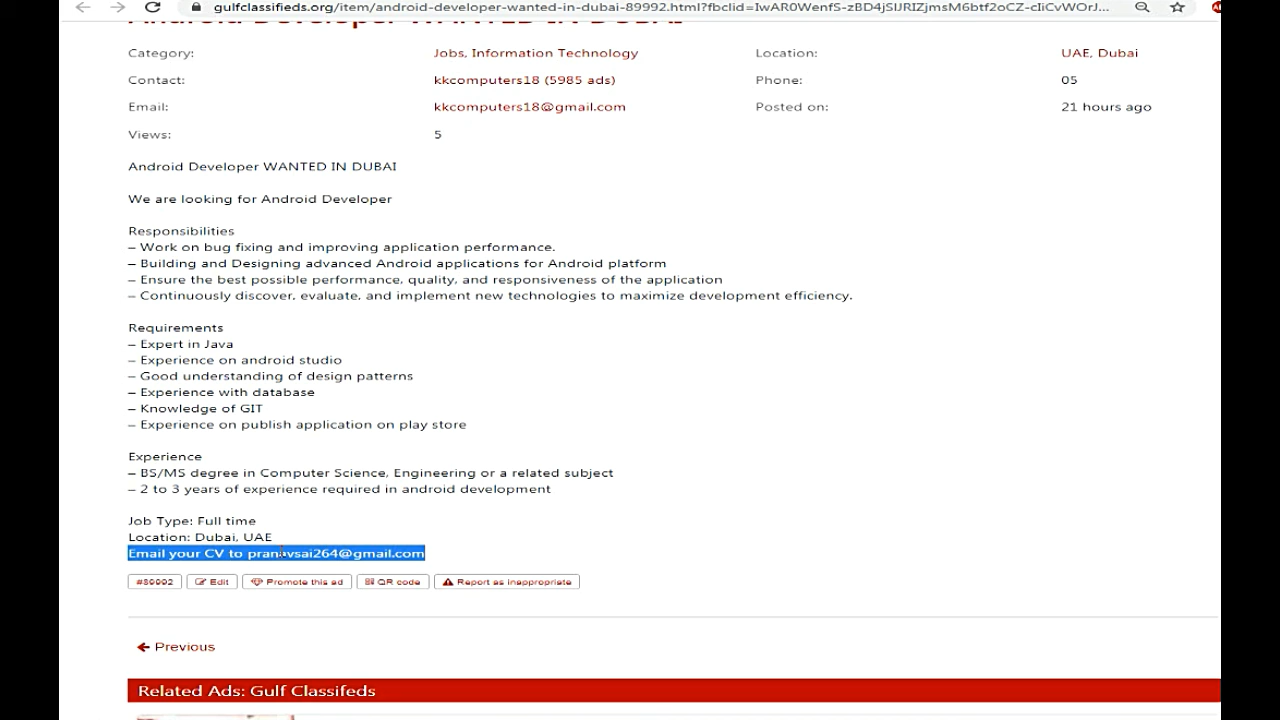 gulfclassifieds.org/item/android-developer-wanted-in-dubai-89992.html?fbclid=
Android Developer WANTED IN DUBAI
Category: Jobs, Information Technology Location: UAE, Dubai
Contact: kkcomputers18 (5985 ads) Phone: 05
Email: kkcomputers18@gmail.com Posted on: 21 hours ago
Views: 5
Android Developer WANTED IN DUBAI
We are looking for Android Developer
Responsibilities
– Work on bug fixing and improving application performance.
– Building and Designing advanced Android applications for Android platform
– Ensure the best possible performance, quality, and responsiveness of the application
– Continuously discover, evaluate, and implement new technologies to maximize development efficiency.
Requirements
– Expert in Java
– Experience on android studio
– Good understanding of design patterns
– Experience with database
– Knowledge of GIT
– Experience on publish application on play store
Experience
– BS/MS degree in Computer Science, Engineering or a related subject
– 2 to 3 years of experience required in android development
Job Type: Full time
Location: Dubai, UAE
Email your CV to
#89992 Edit Promote this ad QR code Report as inappropriate
Previous
Related Ads: Gulf Classifeds